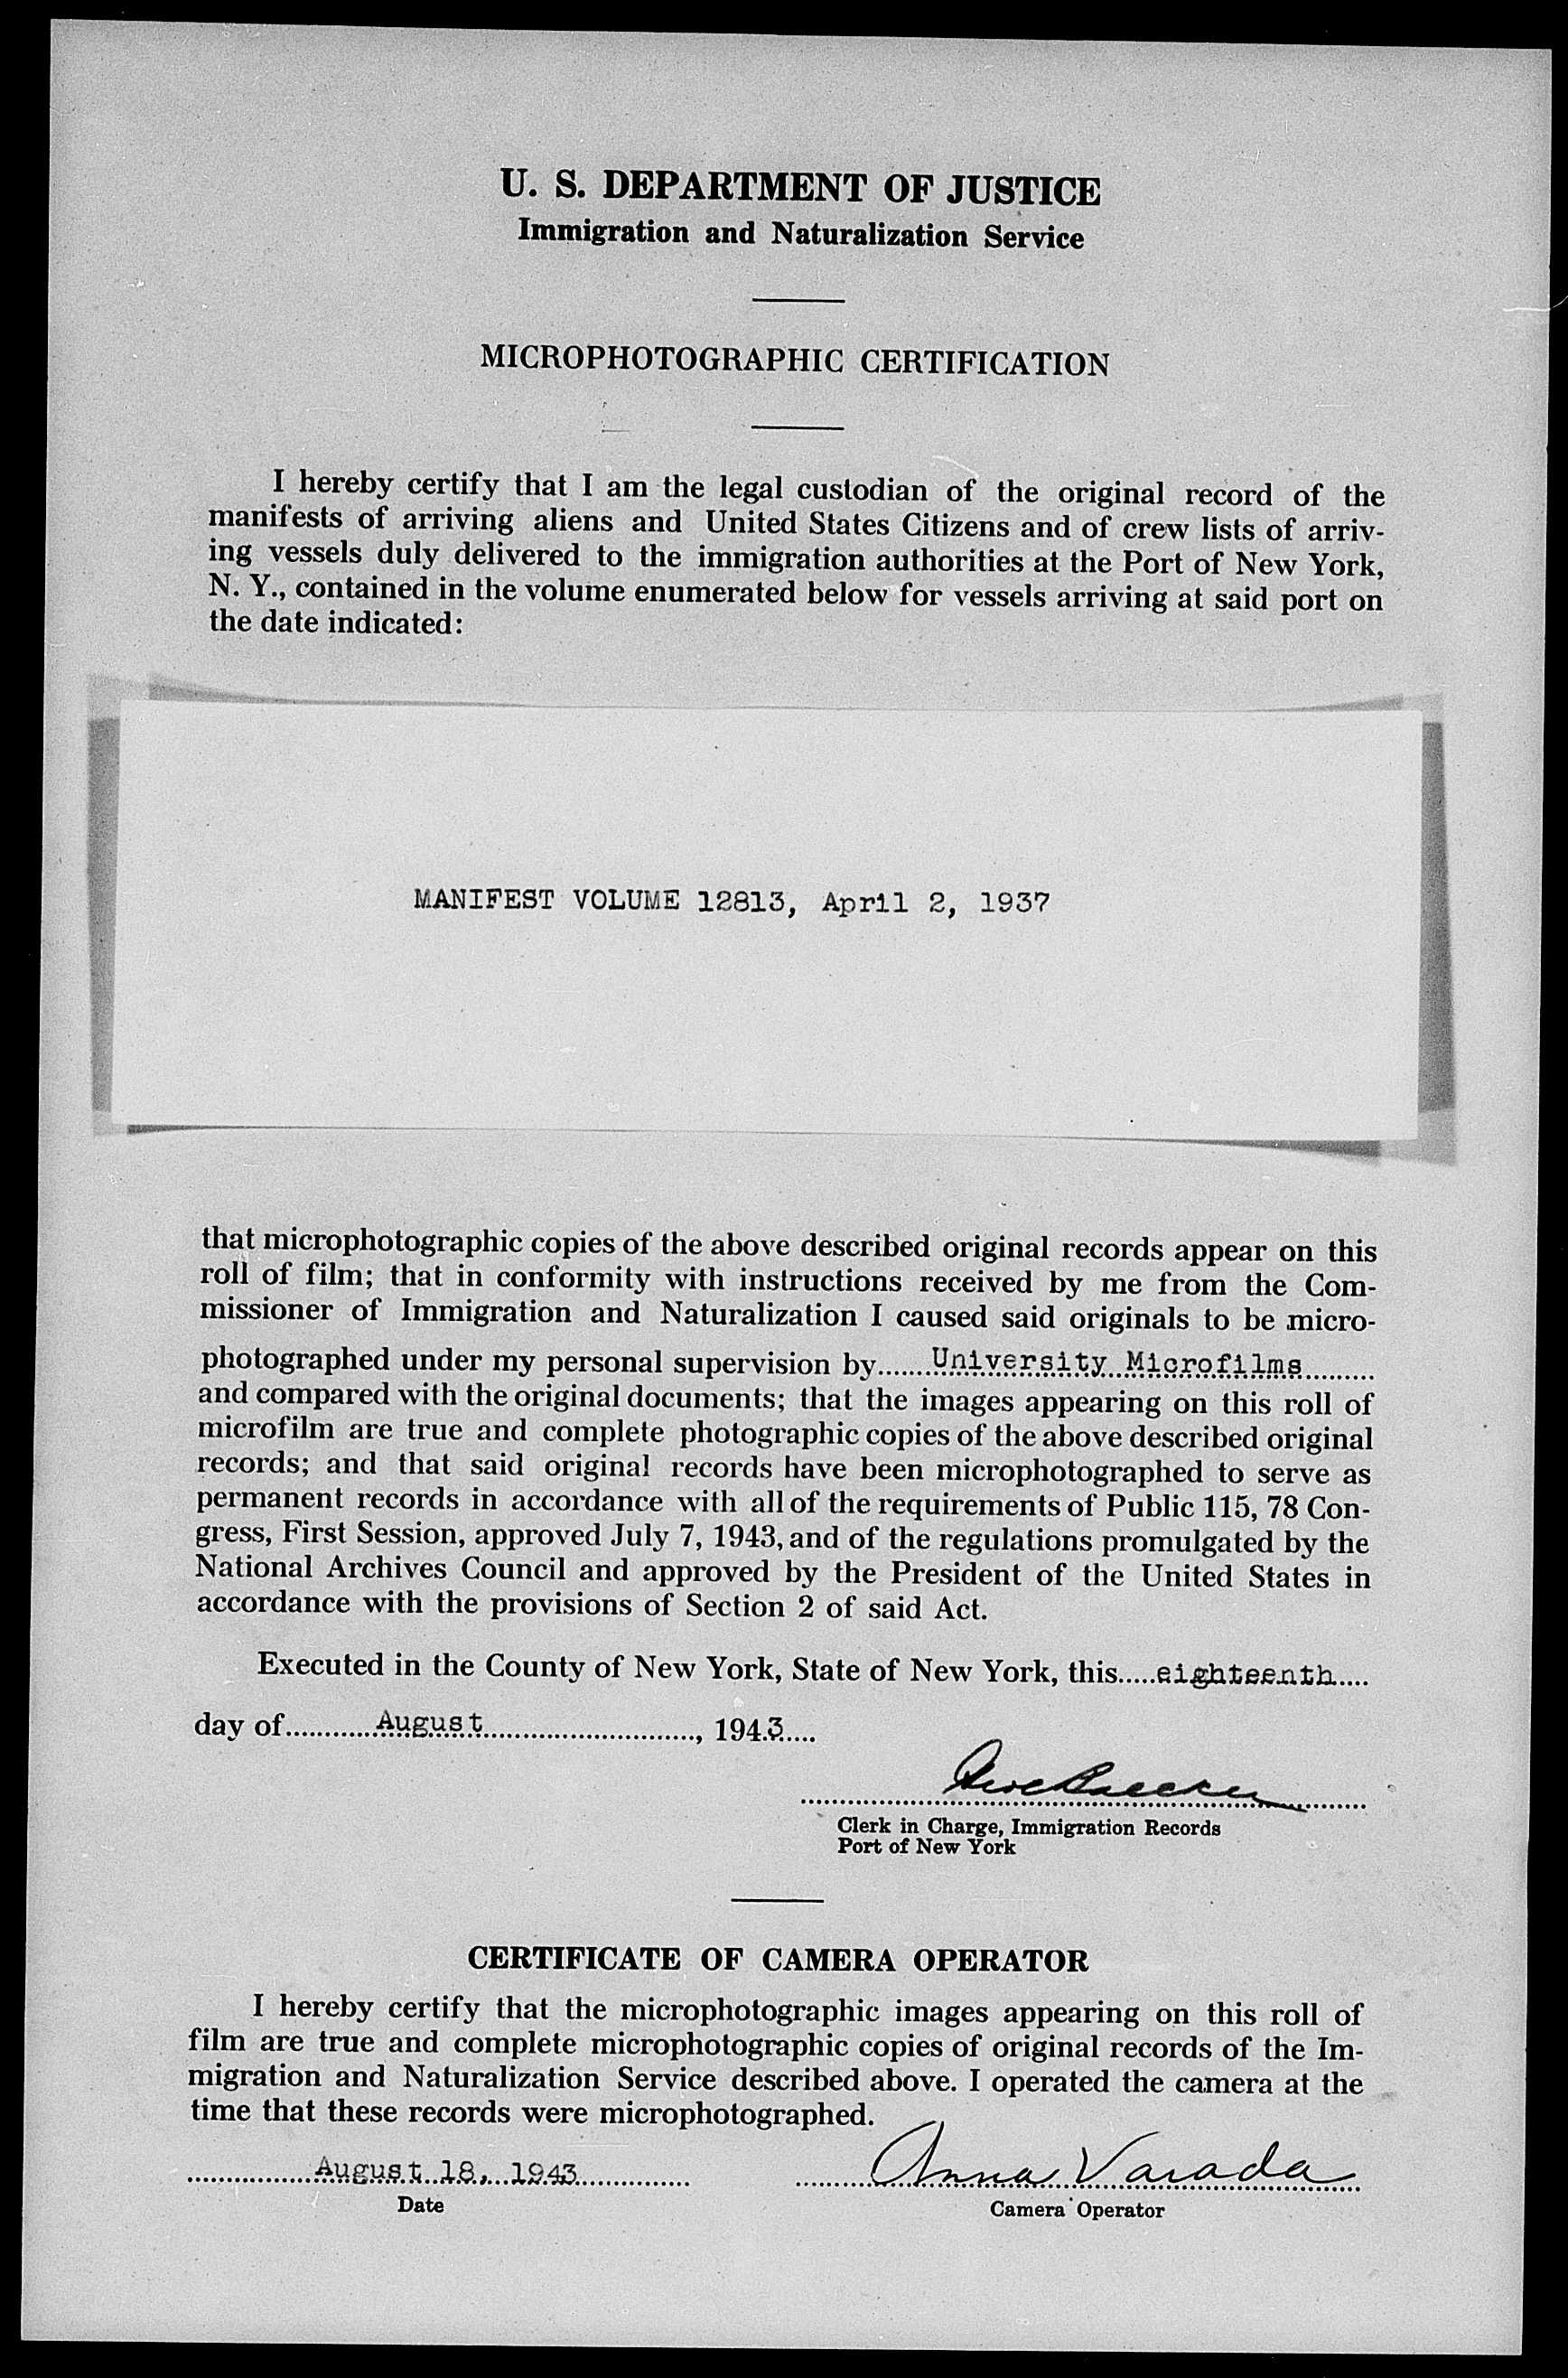 U. S. DEPARTMENT OF JUSTICE
Immigration and Naturalization Service
MICROPHOTOGRAPHIC CERTIFICATION
I hereby certify that I am the legal custodian of the original record of the
manifests of arriving aliens and United States Citizens and of crew lists of arriv-
ing vessels duly delivered to the immigration authorities at the Port of New York,
N. Y., contained in the volume enumerated below for vessels arriving at said port on
the date indicated:
MANIFEST VOLUME 12813, April 2, 1937
that microphotographic copies of the above described original records appear on this
roll of film; that in conformity with instructions received by me from the Com-
missioner of Immigration and Naturalization I caused said originals to be micro-
photographed under my personal supervision by......University Microfilms.........
and compared with the original documents; that the images appearing on this roll of
microfilm are true and complete photographic copies of the above described original
records; and that said original records have been microphotographed to serve as
permanent records in accordance with all of the requirements of Public 115, 78 Con-
gress, First Session, approved July 7, 1943, and of the regulations promulgated by the
National Archives Council and approved by the President of the United States in
accordance with the provisions of Section 2 of said Act.
Executed in the County of New York, State of New York, this.....eighteenth.....
day of............August............................, 194.3.....
Clerk in Charge, Immigration Records
Port of New York
CERTIFICATE OF CAMERA OPERATOR
I hereby certify that the microphotographic images appearing on this roll of
film are true and complete microphotographic copies of original records of the Im-
migration and Naturalization Service described above. I operated the camera at the
time that these records were microphotographed.
August 18, 1943 Anna Varada
Date Camera Operator